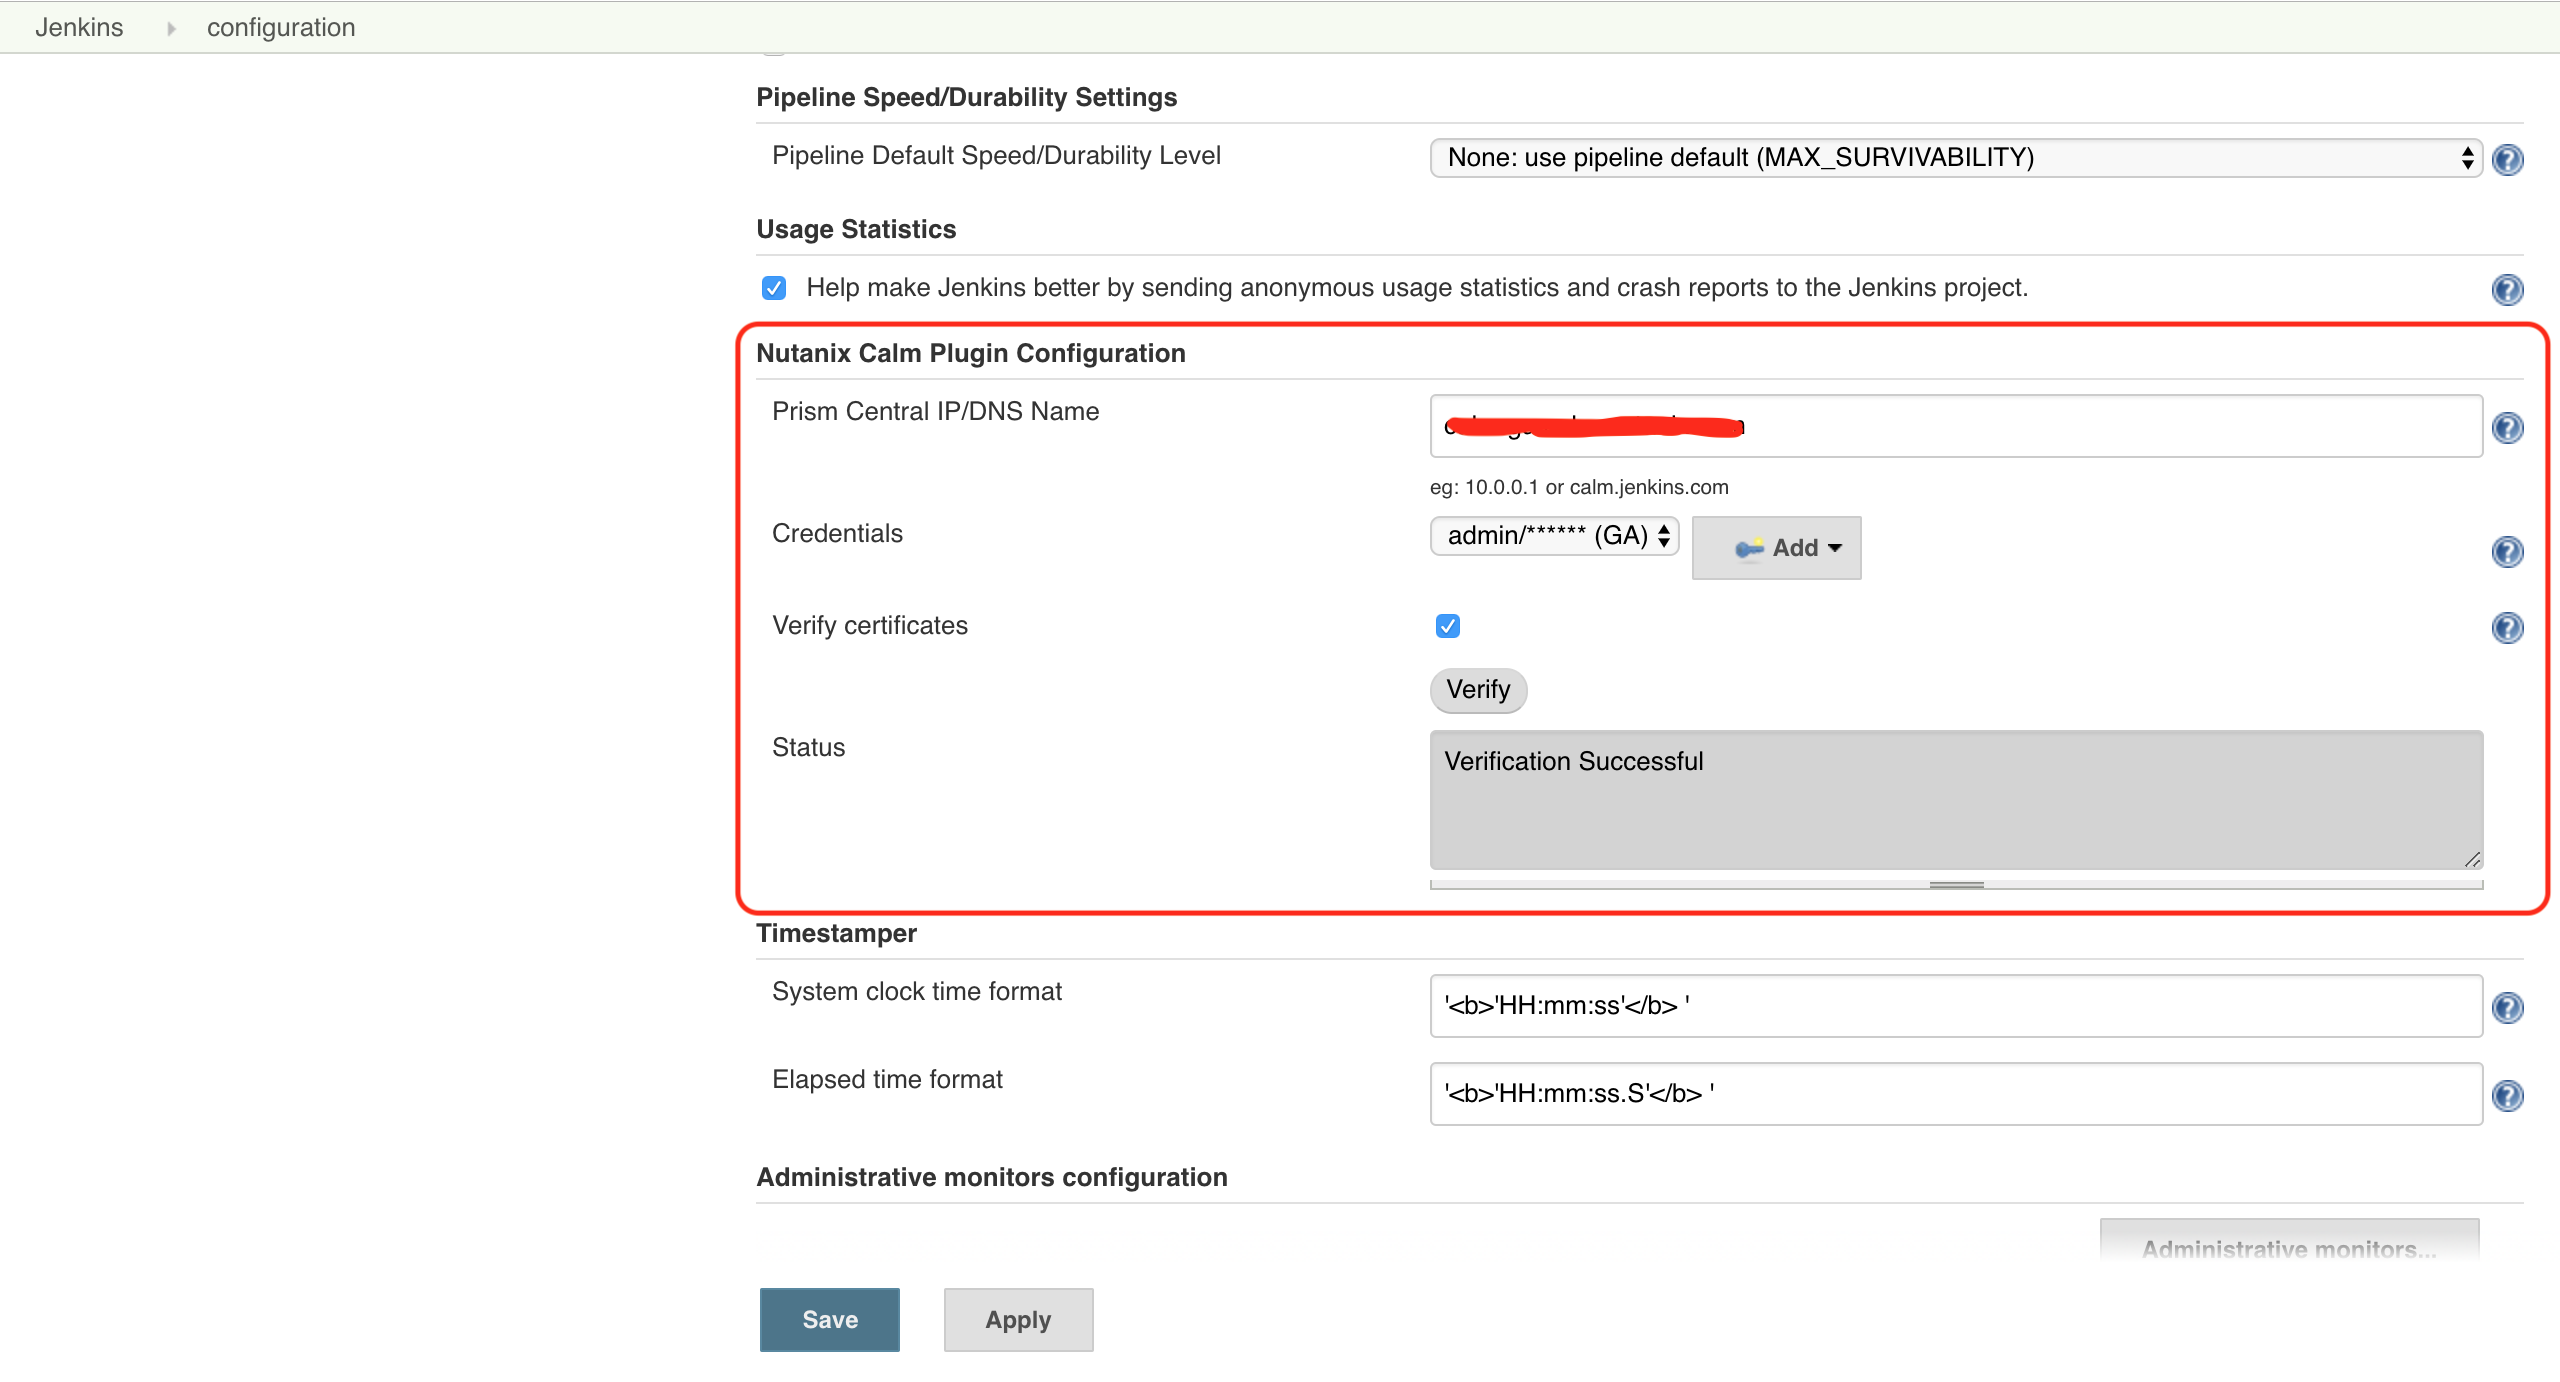 Jenkins configuration
Pipeline Speed/Durability Settings
Pipeline Default Speed/Durability Level None: use pipeline default (MAX_SURVIVABILITY)
Usage Statistics
Help make Jenkins better by sending anonymous usage statistics and crash reports to the Jenkins project.
Nutanix Calm Plugin Configuration
Prism Central IP/DNS Name
eg: 10.0.0.1 or calm.jenkins.com
Credentials admin/****** (GA) Add
Verify certificates
Verify
Status Verification Successful
Timestamper
System clock time format '<b>'HH:mm:ss'</b> '
Elapsed time format '<b>'HH:mm:ss.S'</b> '
Administrative monitors configuration
Administrative monitors...
Save Apply